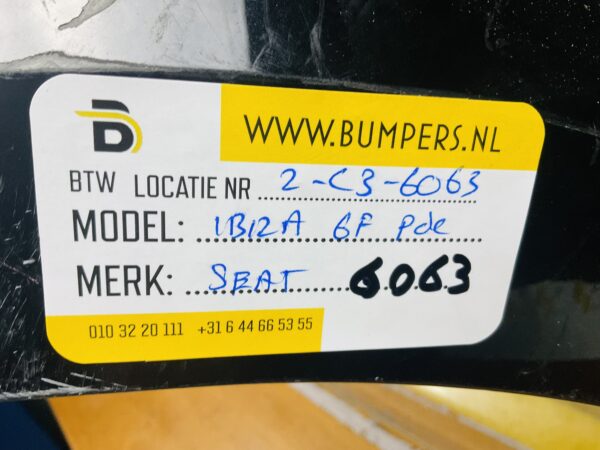 B
WWW.BUMPERS.NL
BTW LOCATIE NR 2-C3-6063
MODEL: IBIZA 6F Pdc
MERK: SEAT 6063
010 32 20 111 +31 6 44 66 53 55